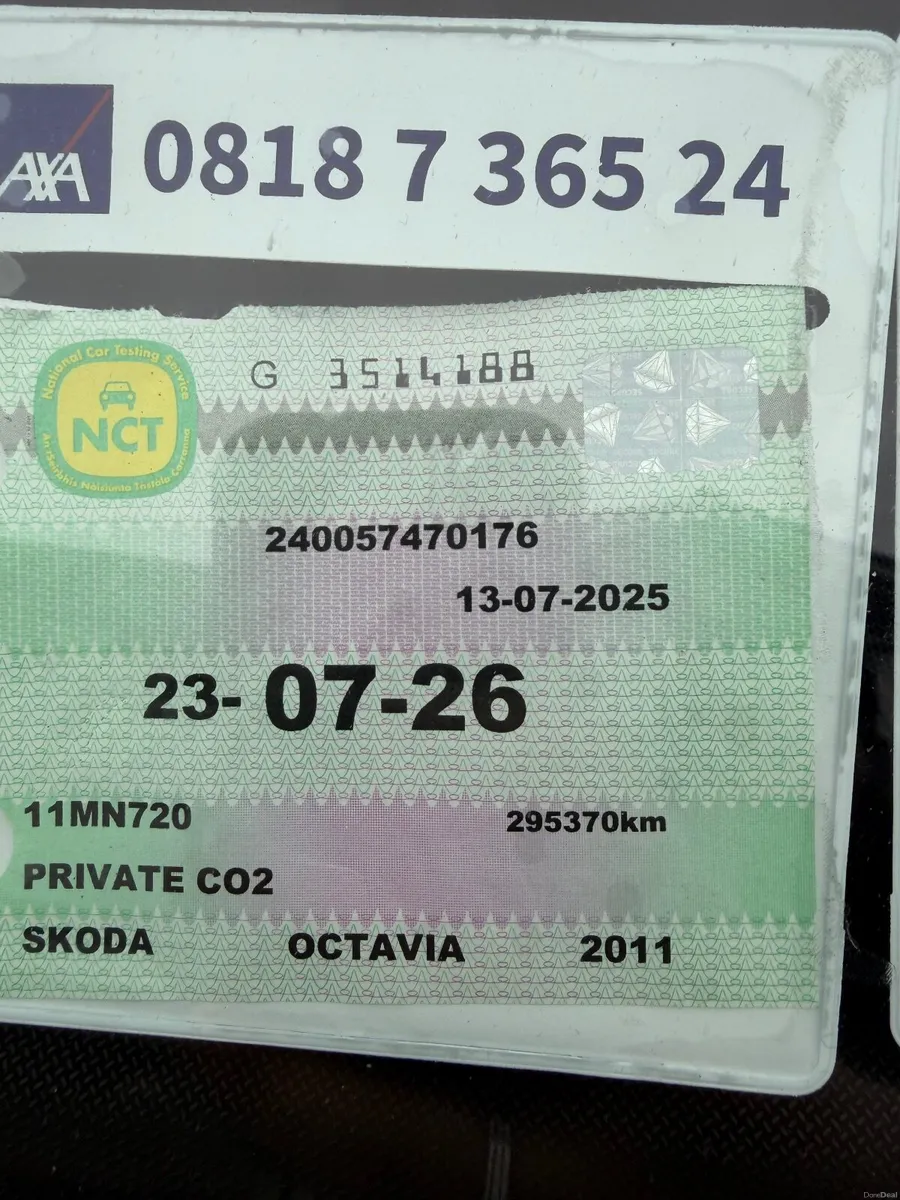 AXA 0818 7 365 24
National Car Testing Service
NCT
G 3514188
240057470176
13-07-2025
23-07-26
11MN720 295370km
PRIVATE CO2
SKODA OCTAVIA 2011
DoneDeal